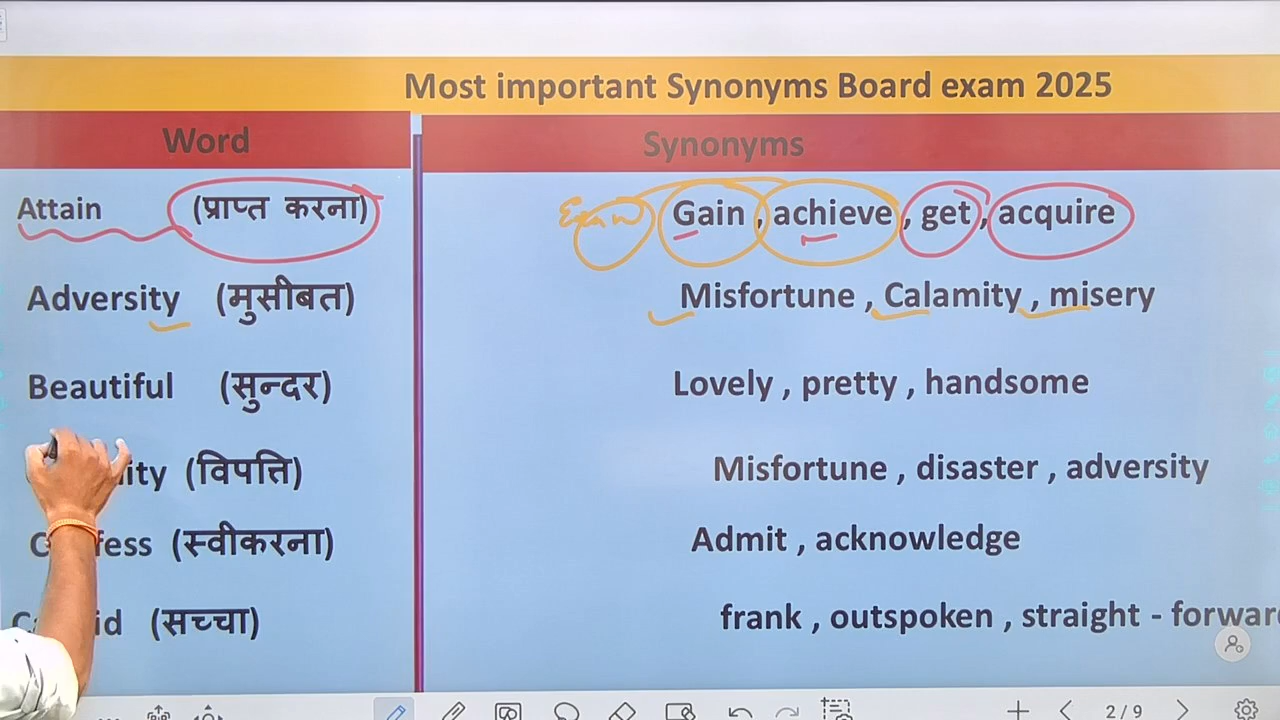 Most important Synonyms Board exam 2025
Word Synonyms
Attain (प्राप्त करना) Exam Gain , achieve , get , acquire
Adversity (मुसीबत) Misfortune , Calamity , misery
Beautiful (सुन्दर) Lovely , pretty , handsome
ity (विपत्ति) Misfortune , disaster , adversity
fess (स्वीकरना) Admit , acknowledge
id (सच्चा) frank , outspoken , straight - forwar
2/9